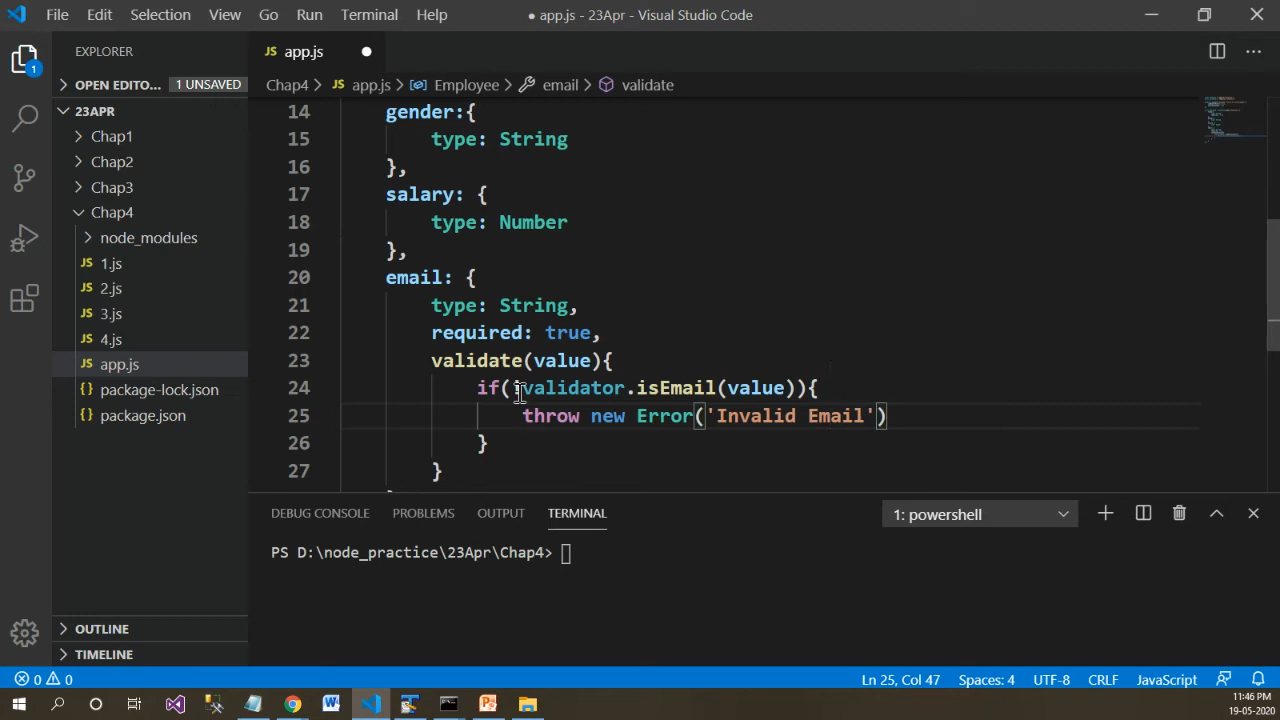 File Edit Selection View Go Run Terminal Help ● app.js - 23Apr - Visual Studio Code
EXPLORER
JS app.js
1
OPEN EDITO... 1 UNSAVED
Chap4 > JS app.js > Employee > email > validate
23APR
Chap1
Chap2
Chap3
Chap4
node_modules
JS 1.js
JS 2.js
JS 3.js
JS 4.js
JS app.js
{} package-lock.json
{} package.json
14 gender:{
15 type: String
16 },
17 salary: {
18 type: Number
19 },
20 email: {
21 type: String,
22 required: true,
23 validate(value){
24 if(!validator.isEmail(value)){
25 throw new Error('Invalid Email')
26 }
27 }
DEBUG CONSOLE PROBLEMS OUTPUT TERMINAL 1: powershell
PS D:\node_practice\23Apr\Chap4>
OUTLINE
TIMELINE
0 0 Ln 25, Col 47 Spaces: 4 UTF-8 CRLF JavaScript
11:46 PM
19-05-2020